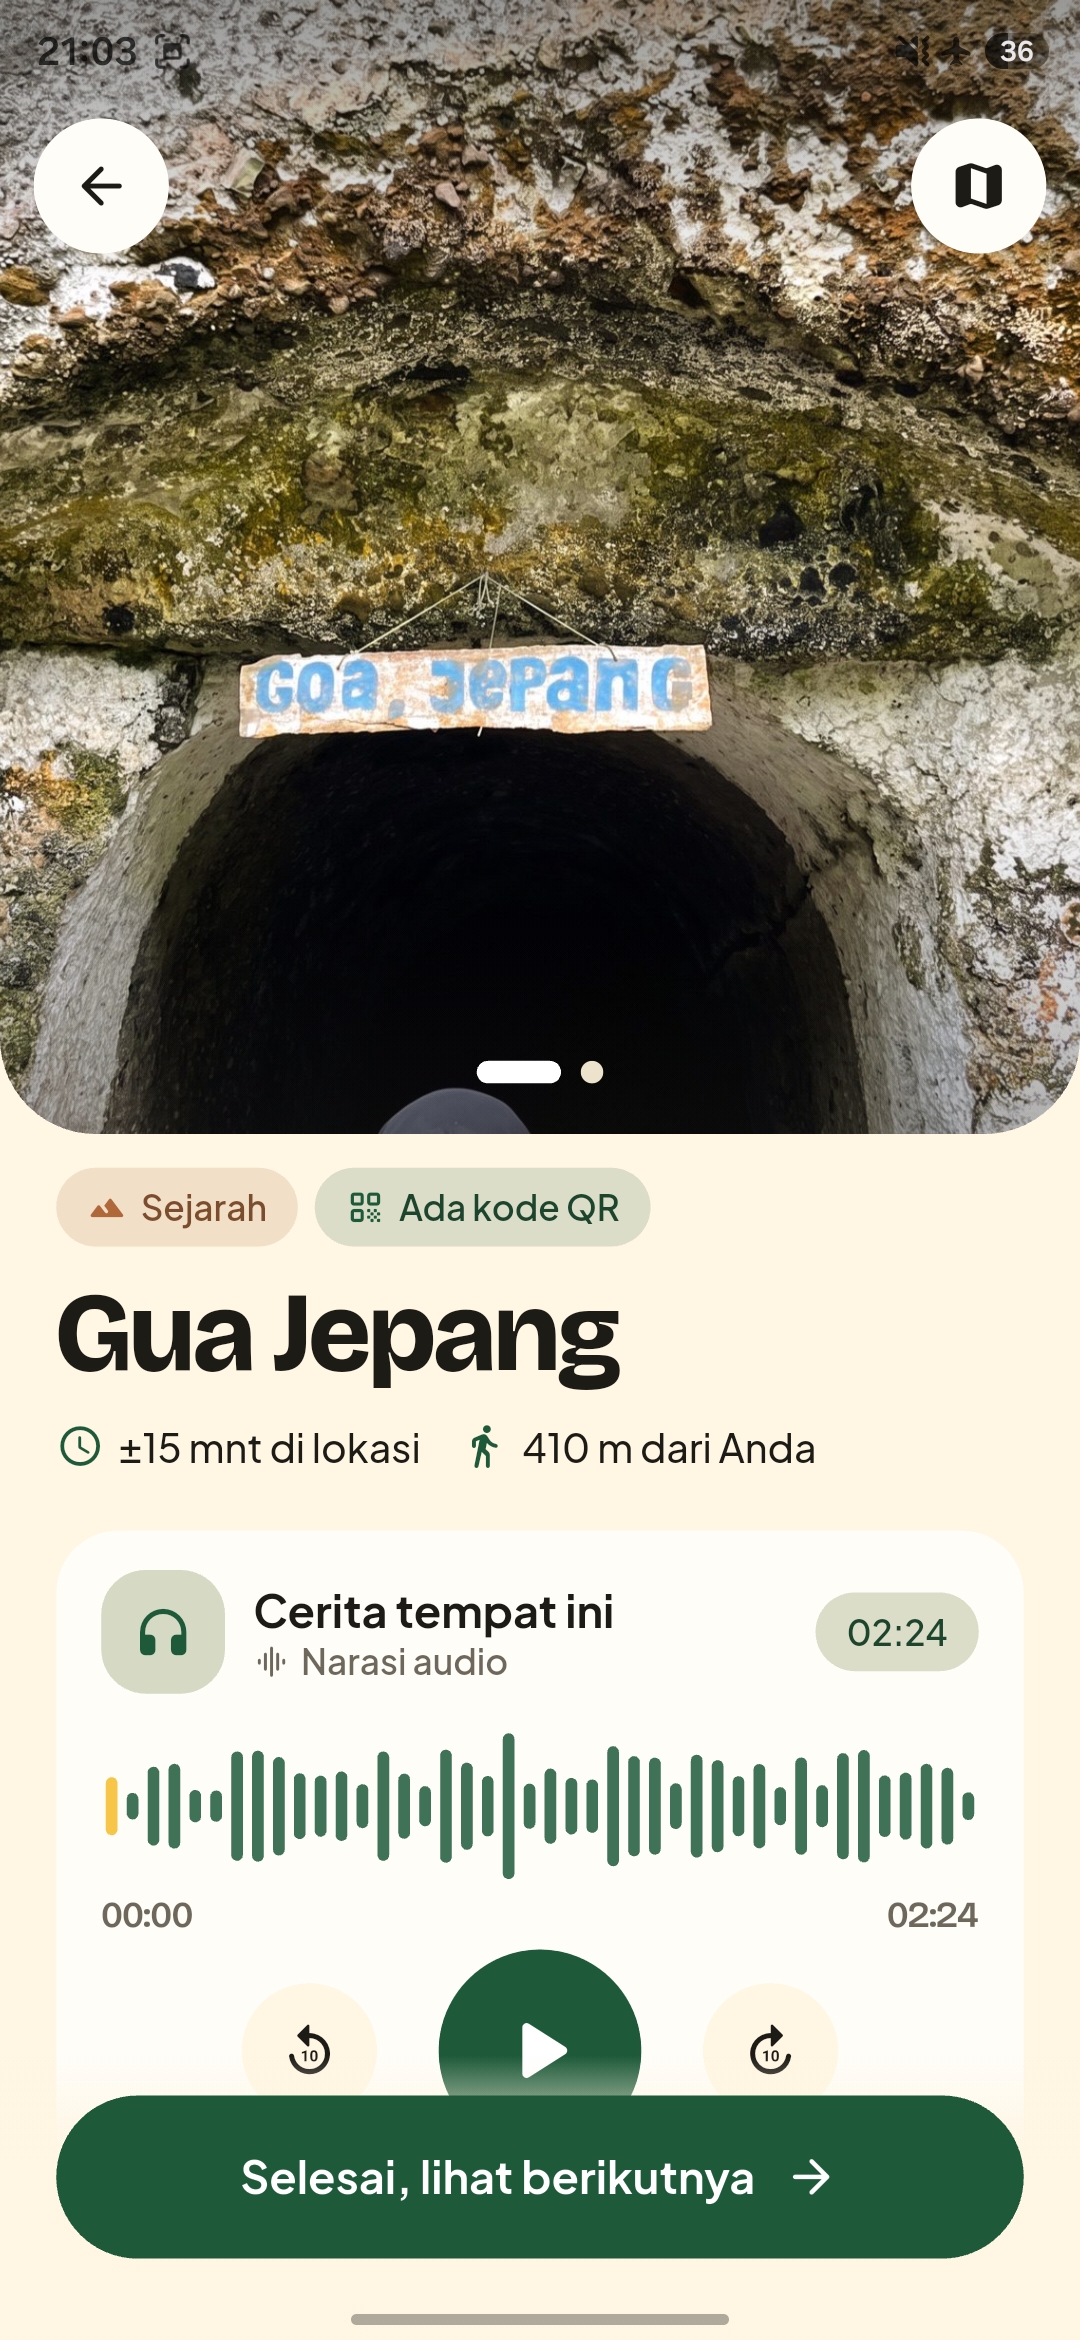 21:03
36
GOa, JePANG
Sejarah
Ada kode QR
Gua Jepang
±15 mnt di lokasi
410 m dari Anda
Cerita tempat ini
Narasi audio
02:24
00:00
02:24
10
10
Selesai, lihat berikutnya